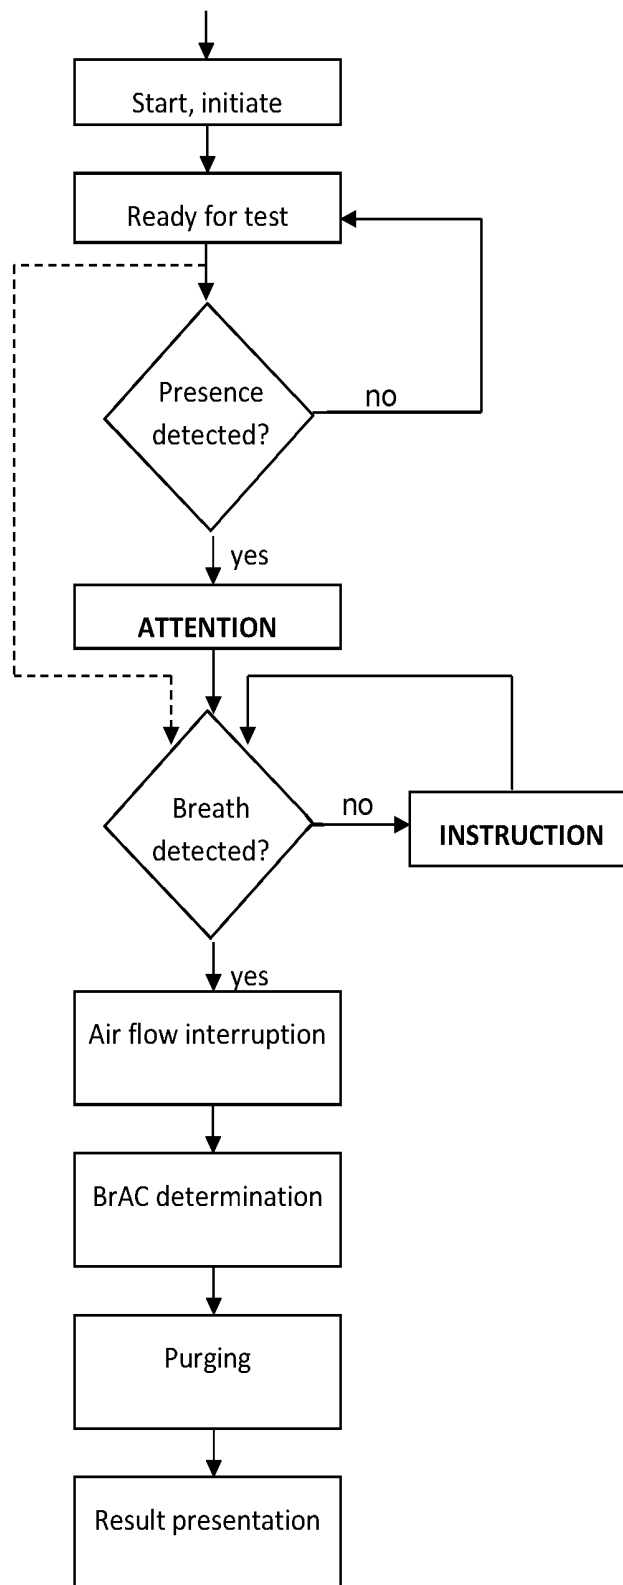 Start, initiate
Ready for test
Presence
detected?
no
yes
ATTENTION
Breath
detected?
no
INSTRUCTION
yes
Air flow interruption
BrAC determination
Purging
Result presentation